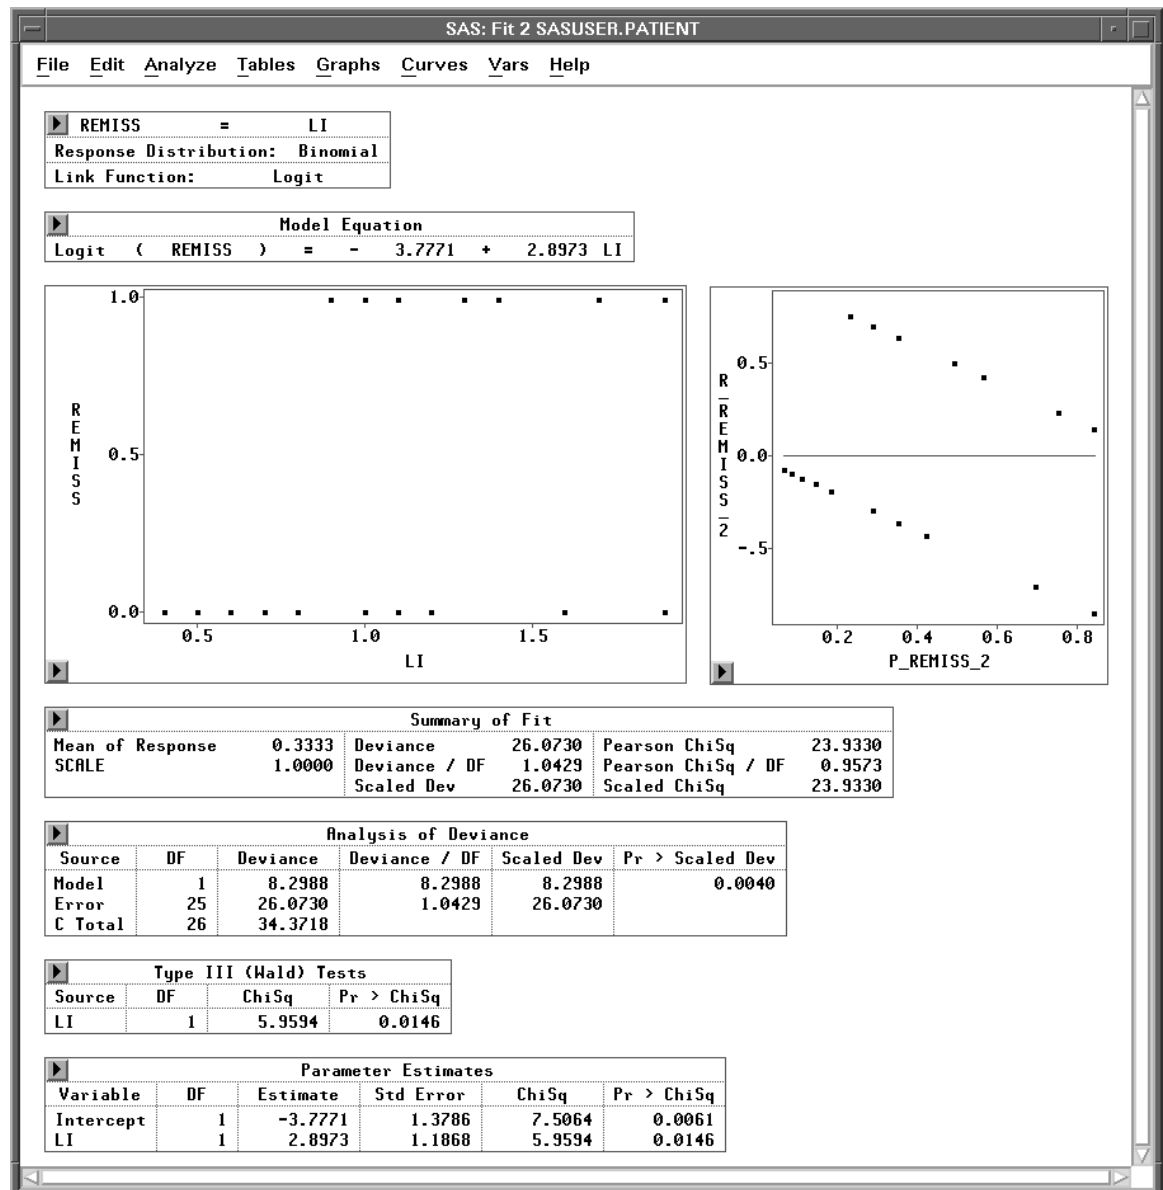 SAS: Fit 2 SASUSER.PATIENT
File Edit Analyze Tables Graphs Curves Vars Help
REMISS = LI
Response Distribution: Binomial
Link Function: Logit
Model Equation
Logit ( REMISS ) = - 3.7771 + 2.8973 LI
1.0
0.5
0.0
REMISS
0.5 1.0 1.5
LI
0.5
0.0
-.5
R_REMISS_2
0.2 0.4 0.6 0.8
P_REMISS_2
Summary of Fit
Mean of Response 0.3333 Deviance 26.0730 Pearson ChiSq 23.9330
SCALE 1.0000 Deviance / DF 1.0429 Pearson ChiSq / DF 0.9573
Scaled Dev 26.0730 Scaled ChiSq 23.9330
Analysis of Deviance
Source DF Deviance Deviance / DF Scaled Dev Pr > Scaled Dev
Model 1 8.2988 8.2988 8.2988 0.0040
Error 25 26.0730 1.0429 26.0730
C Total 26 34.3718
Type III (Wald) Tests
Source DF ChiSq Pr > ChiSq
LI 1 5.9594 0.0146
Parameter Estimates
Variable DF Estimate Std Error ChiSq Pr > ChiSq
Intercept 1 -3.7771 1.3786 7.5064 0.0061
LI 1 2.8973 1.1868 5.9594 0.0146